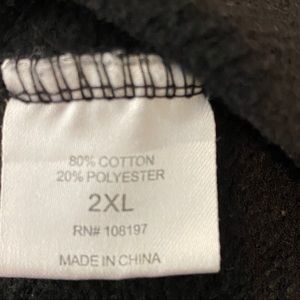 80% COTTON
20% POLYESTER
2XL
RN# 108197
MADE IN CHINA